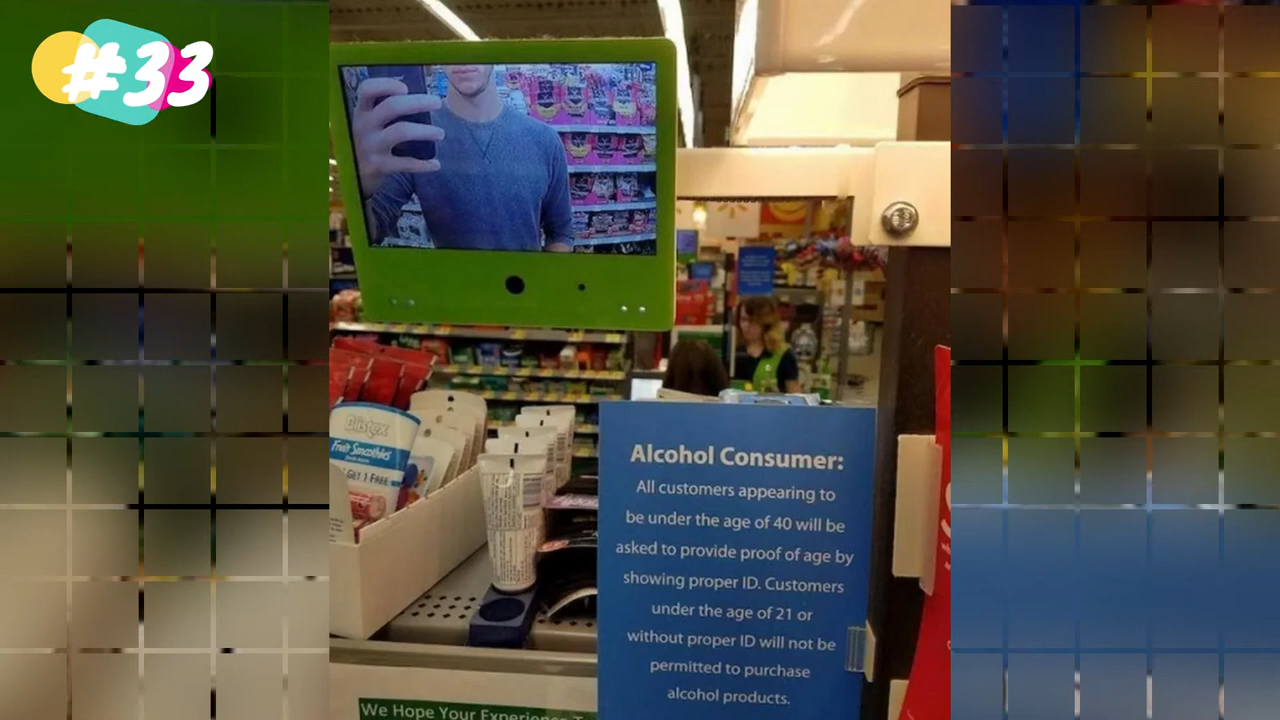 #33
Blistex
Fruit Smoothies
GET 1 FREE
Alcohol Consumer:
All customers appearing to
be under the age of 40 will be
asked to provide proof of age by
showing proper ID. Customers
under the age of 21 or
without proper ID will not be
permitted to purchase
alcohol products.
We Hope Your Experience